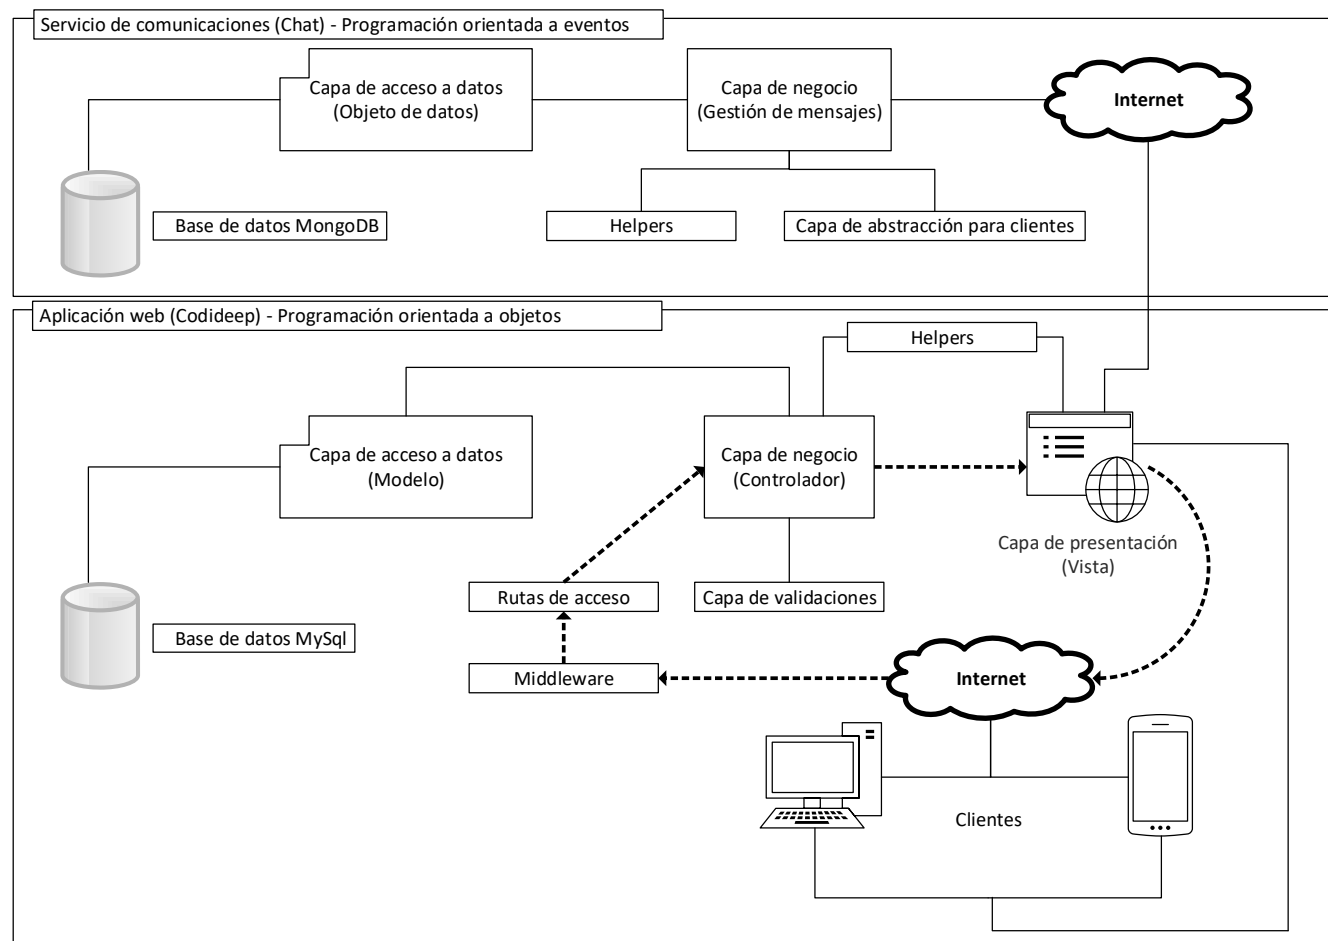 Servicio de comunicaciones (Chat) - Programación orientada a eventos
Capa de acceso a datos
(Objeto de datos)
Capa de negocio
(Gestión de mensajes)
Internet
Base de datos MongoDB
Helpers
Capa de abstracción para clientes
Aplicación web (Codideep) - Programación orientada a objetos
Helpers
Capa de acceso a datos
(Modelo)
Capa de negocio
(Controlador)
Capa de presentación
(Vista)
Rutas de acceso
Capa de validaciones
Base de datos MySql
Middleware
Internet
Clientes